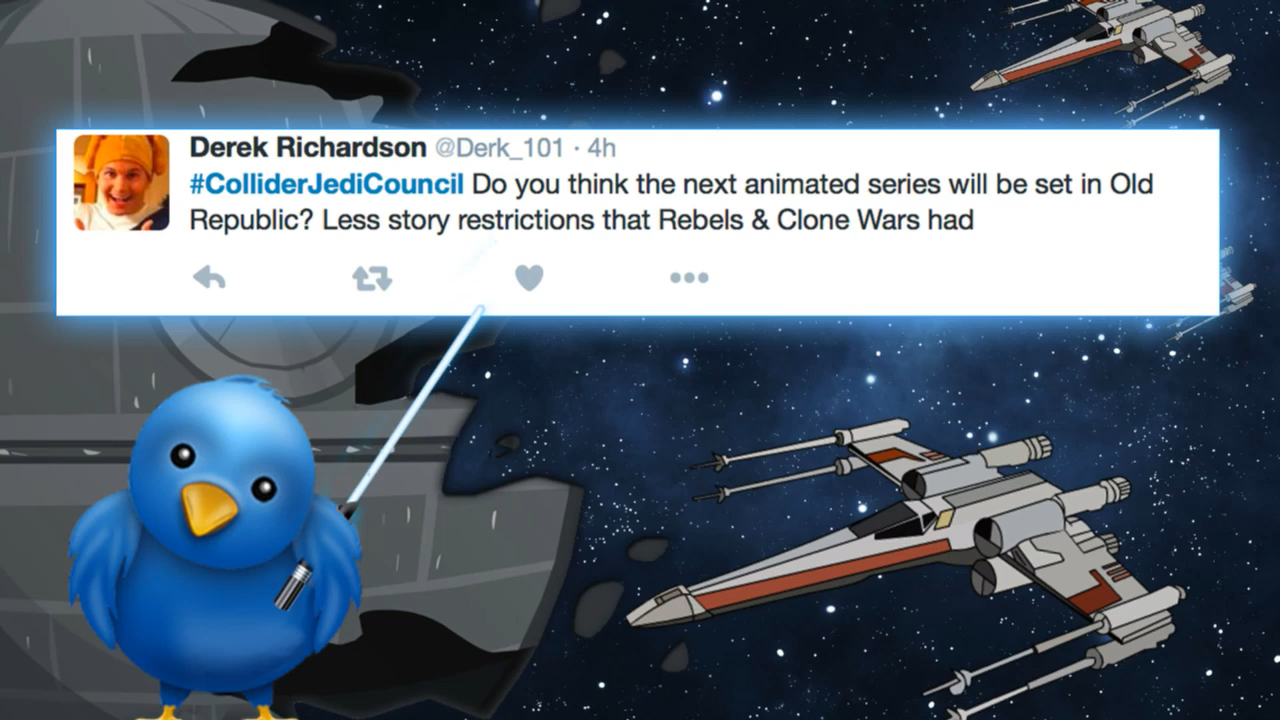 Derek Richardson @Derk_101 · 4h
#ColliderJediCouncil Do you think the next animated series will be set in Old
Republic? Less story restrictions that Rebels & Clone Wars had